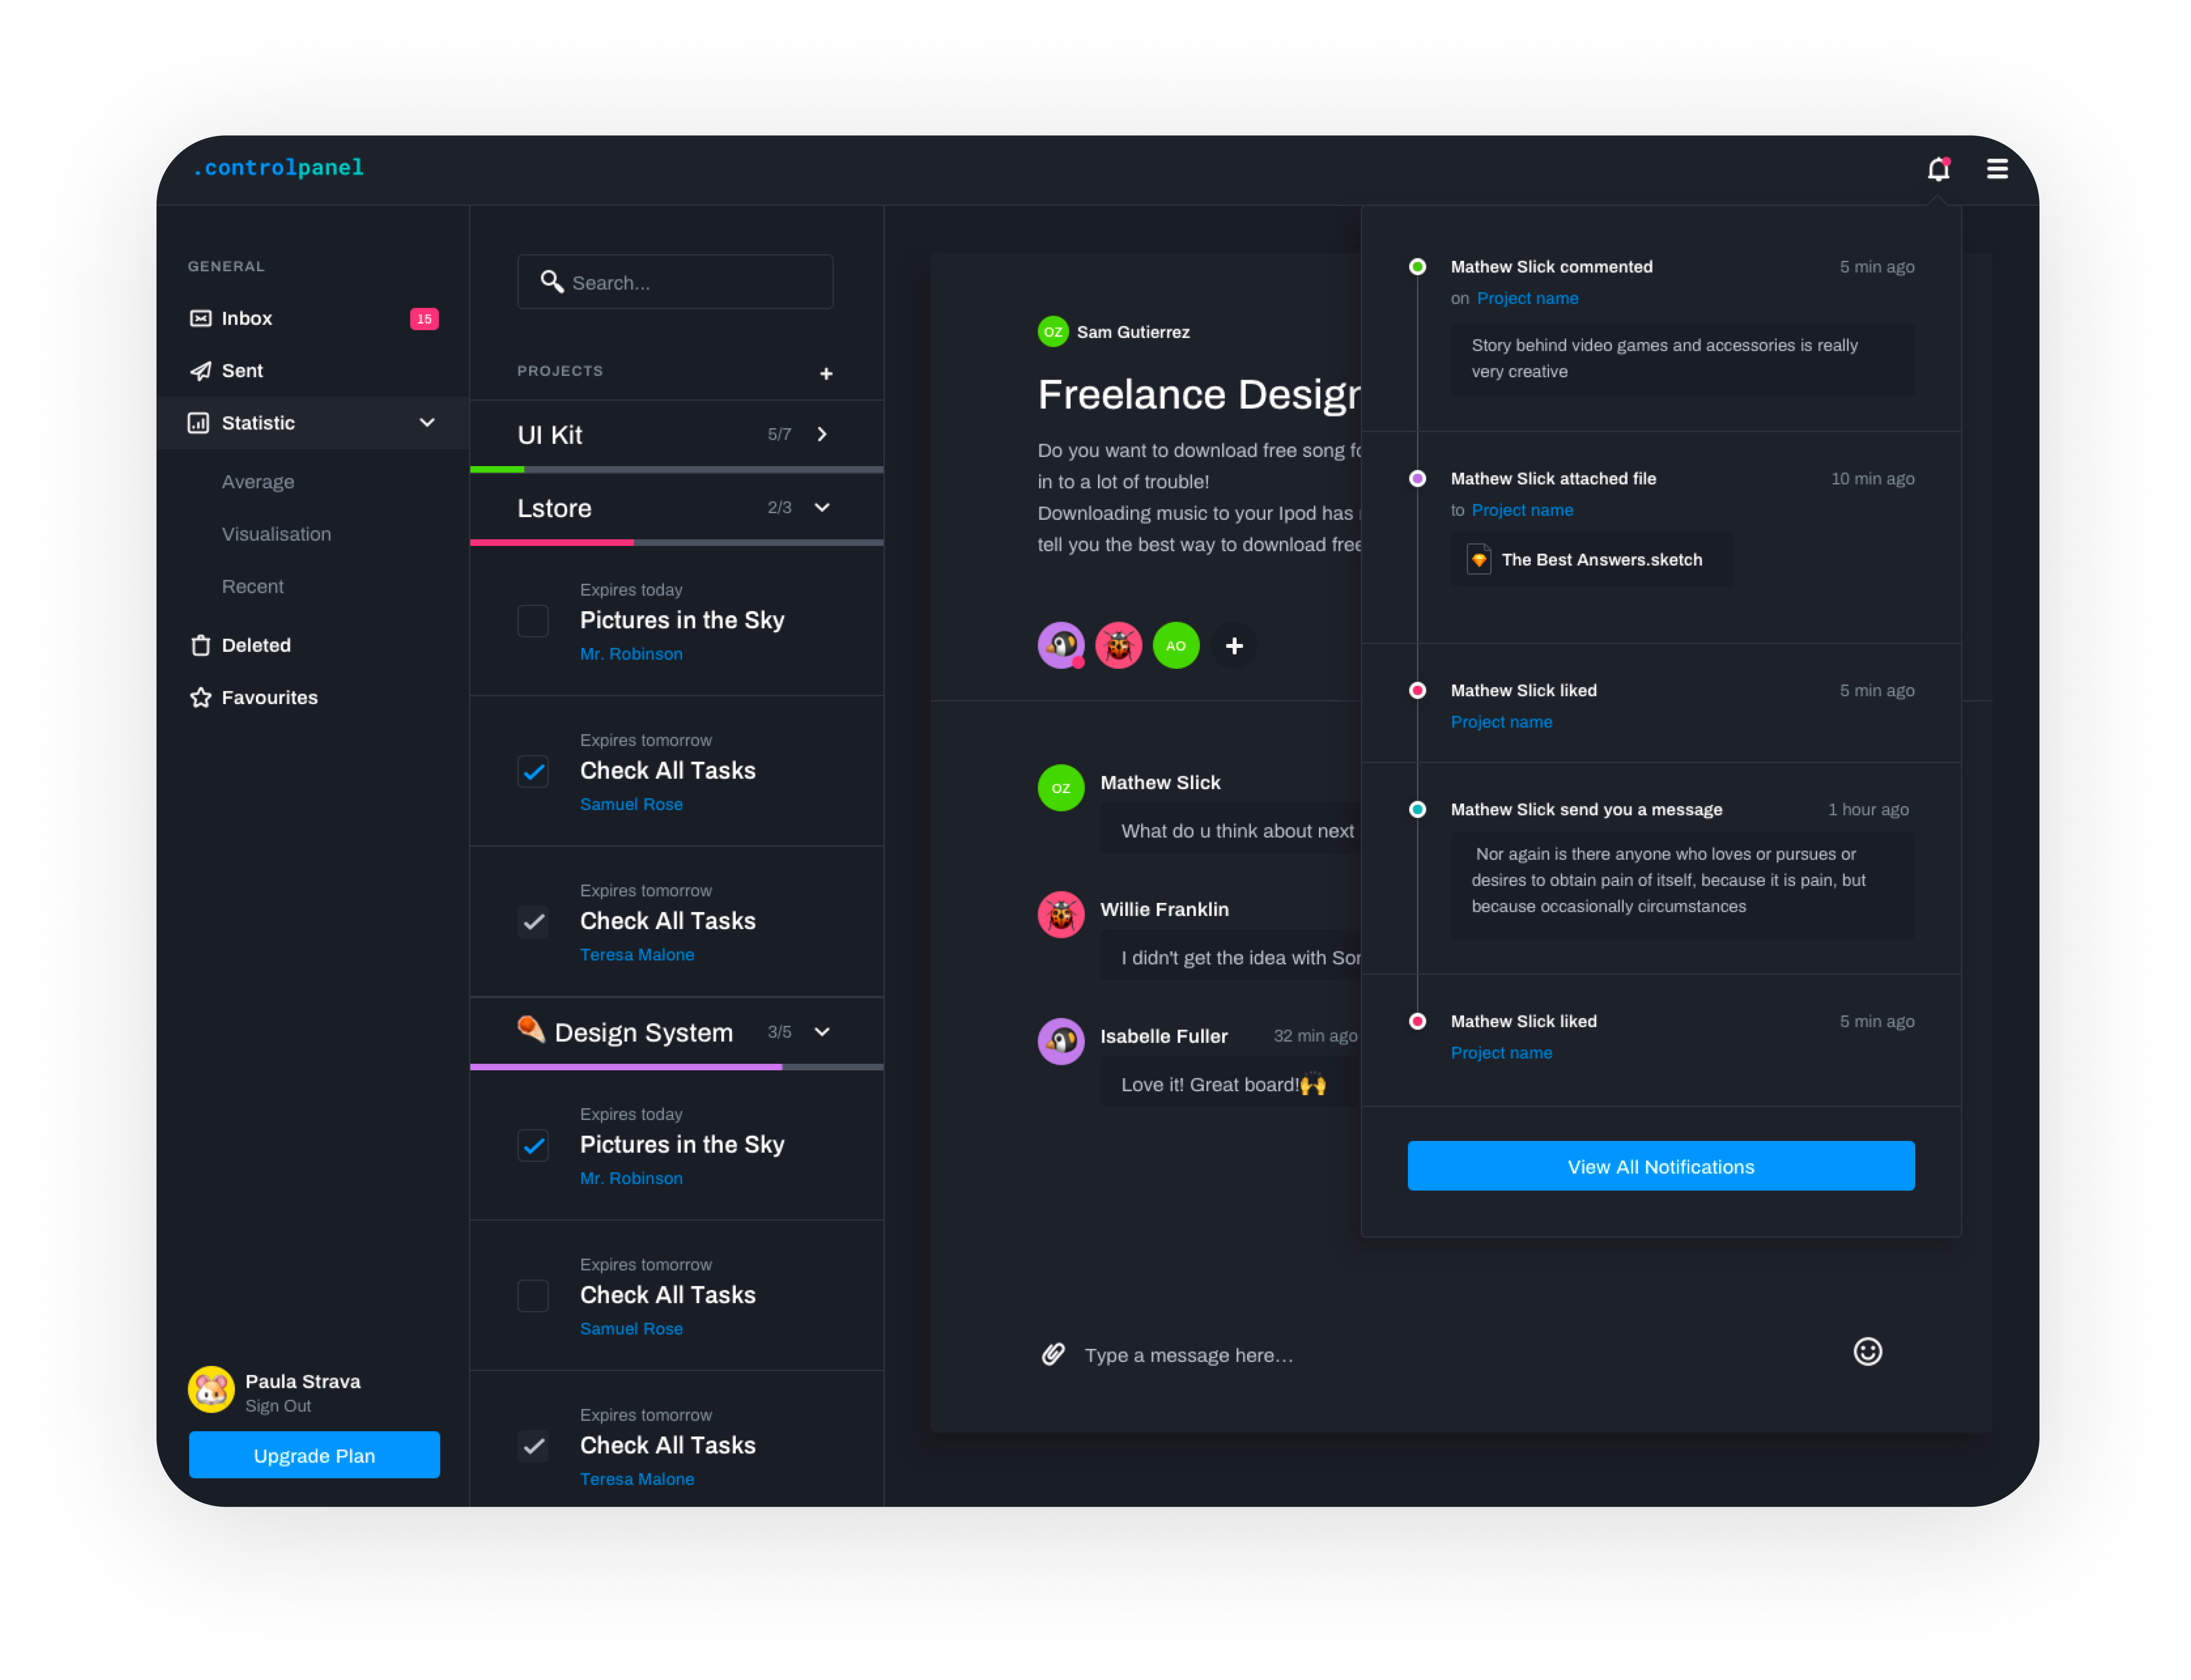 .controlpanel
GENERAL
Inbox
15
Sent
Statistic
Average
Visualisation
Recent
Deleted
Favourites
Paula Strava
Sign Out
Upgrade Plan
Search...
PROJECTS
UI Kit 5/7
Lstore 2/3
Expires today
Pictures in the Sky
Mr. Robinson
Expires tomorrow
Check All Tasks
Samuel Rose
Expires tomorrow
Check All Tasks
Teresa Malone
Design System 3/5
Expires today
Pictures in the Sky
Mr. Robinson
Expires tomorrow
Check All Tasks
Samuel Rose
Expires tomorrow
Check All Tasks
Teresa Malone
OZ Sam Gutierrez
Freelance Design
Do you want to download free song fo
in to a lot of trouble!
Downloading music to your Ipod has
tell you the best way to download free
AO
OZ
Mathew Slick
What do u think about next
Willie Franklin
I didn't get the idea with Sor
Isabelle Fuller 32 min ago
Love it! Great board!🙌
Type a message here...
Mathew Slick commented 5 min ago
on Project name
Story behind video games and accessories is really
very creative
Mathew Slick attached file 10 min ago
to Project name
The Best Answers.sketch
Mathew Slick liked 5 min ago
Project name
Mathew Slick send you a message 1 hour ago
Nor again is there anyone who loves or pursues or
desires to obtain pain of itself, because it is pain, but
because occasionally circumstances
Mathew Slick liked 5 min ago
Project name
View All Notifications